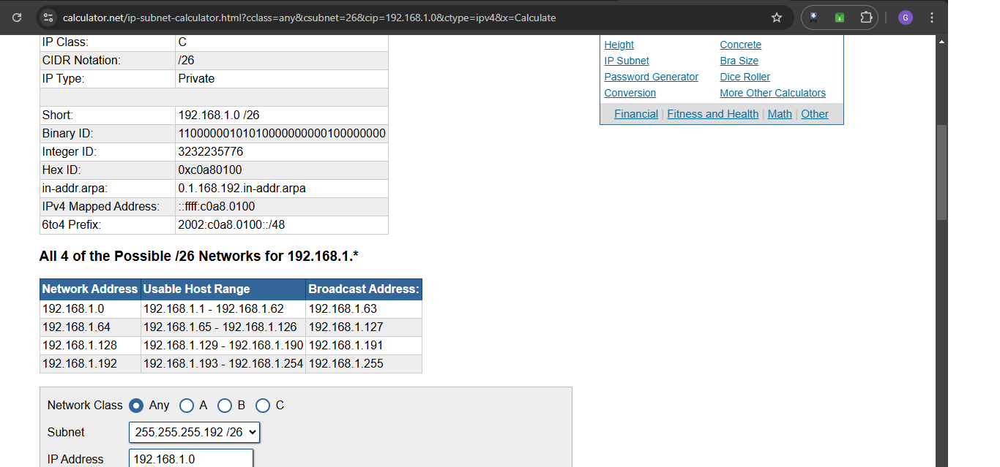 calculator.net/ip-subnet-calculator.html?cclass=any&csubnet=26&cip=192.168.1.0&ctype=ipv4&x=Calculate
G
IP Class: C
CIDR Notation: /26
IP Type: Private
Short: 192.168.1.0 /26
Binary ID: 11000000101010000000000100000000
Integer ID: 3232235776
Hex ID: 0xc0a80100
in-addr.arpa: 0.1.168.192.in-addr.arpa
IPv4 Mapped Address: ::ffff:c0a8.0100
6to4 Prefix: 2002:c0a8.0100::/48
Height Concrete
IP Subnet Bra Size
Password Generator Dice Roller
Conversion More Other Calculators
Financial | Fitness and Health | Math | Other
All 4 of the Possible /26 Networks for 192.168.1.*
Network Address Usable Host Range Broadcast Address:
192.168.1.0 192.168.1.1 - 192.168.1.62 192.168.1.63
192.168.1.64 192.168.1.65 - 192.168.1.126 192.168.1.127
192.168.1.128 192.168.1.129 - 192.168.1.190 192.168.1.191
192.168.1.192 192.168.1.193 - 192.168.1.254 192.168.1.255
Network Class Any A B C
Subnet 255.255.255.192 /26
IP Address 192.168.1.0